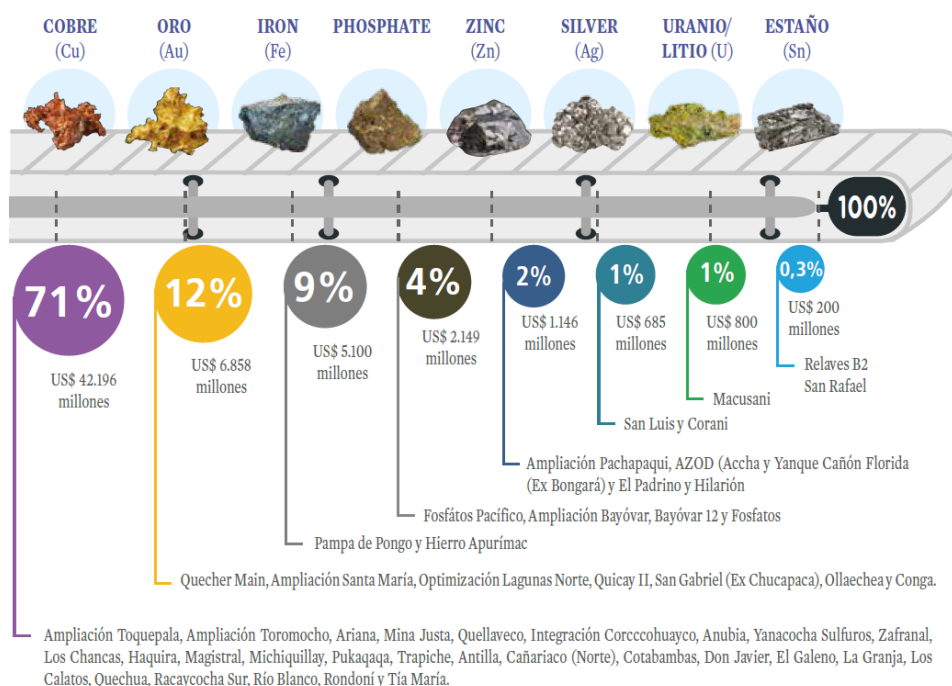 COBRE
(Cu)
ORO
(Au)
IRON
(Fe)
PHOSPHATE
ZINC
(Zn)
SILVER
(Ag)
URANIO/
LITIO (U)
ESTAÑO
(Sn)
100%
71%
12%
9%
4%
2%
1%
1%
0,3%
US$ 42.196
millones
US$ 6.858
millones
US$ 5.100
millones
US$ 2.149
millones
US$ 1.146
millones
US$ 685
millones
US$ 800
millones
US$ 200
millones
Relaves B2
San Rafael
Macusani
San Luis y Corani
Ampliación Pachapaqui, AZOD (Accha y Yanque Cañón Florida
(Ex Bongará) y El Padrino y Hilarión
Fosfátos Pacífico, Ampliación Bayóvar, Bayóvar 12 y Fosfatos
Pampa de Pongo y Hierro Apurímac
Quecher Main, Ampliación Santa María, Optimización Lagunas Norte, Quicay II, San Gabriel (Ex Chucapaca), Ollaechea y Conga.
Ampliación Toquepala, Ampliación Toromocho, Ariana, Mina Justa, Quellaveco, Integración Corcccohuayco, Anubia, Yanacocha Sulfuros, Zafranal,
Los Chancas, Haquira, Magistral, Michiquillay, Pukaqaqa, Trapiche, Antilla, Cañariaco (Norte), Cotabambas, Don Javier, El Galeno, La Granja, Los
Calatos, Quechua, Racaycocha Sur, Río Blanco, Rondoní y Tía María.